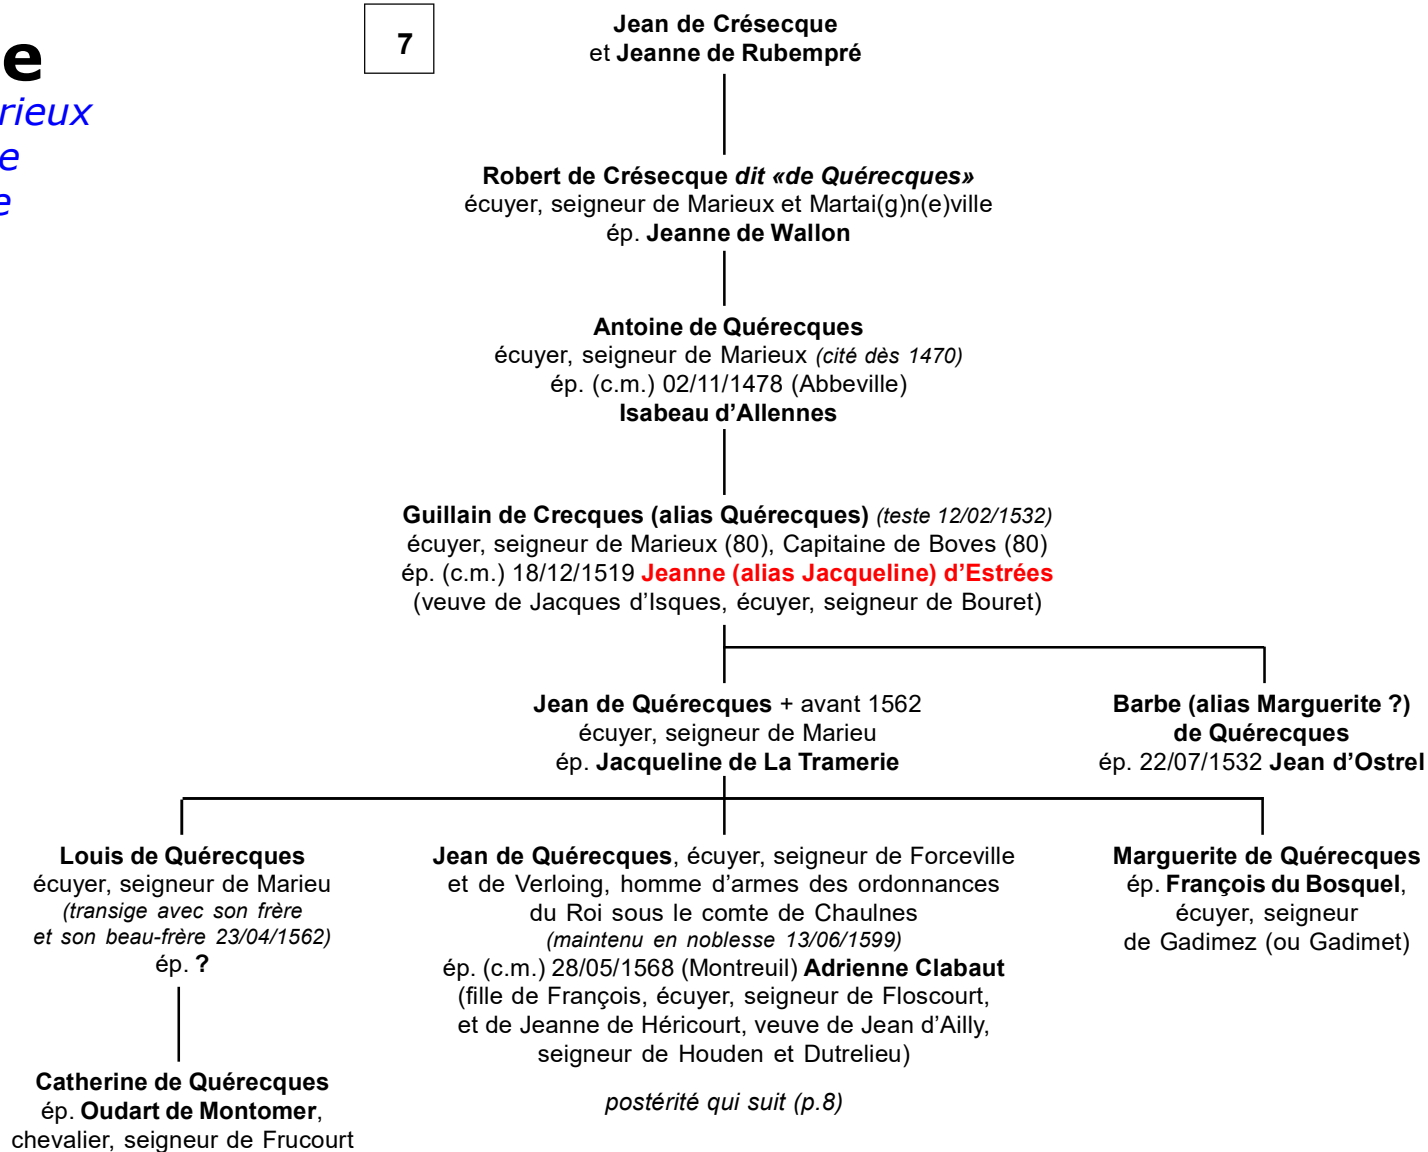 e
rieux
e
e
7
Jean de Crésecque
et Jeanne de Rubempré
Robert de Crésecque dit «de Quérecques»
écuyer, seigneur de Marieux et Martai(g)n(e)ville
ép. Jeanne de Wallon
Antoine de Quérecques
écuyer, seigneur de Marieux (cité dès 1470)
ép. (c.m.) 02/11/1478 (Abbeville)
Isabeau d’Allennes
Guillain de Crecques (alias Quérecques) (teste 12/02/1532)
écuyer, seigneur de Marieux (80), Capitaine de Boves (80)
ép. (c.m.) 18/12/1519 Jeanne (alias Jacqueline) d’Estrées
(veuve de Jacques d’Isques, écuyer, seigneur de Bouret)
Jean de Quérecques + avant 1562
écuyer, seigneur de Marieu
ép. Jacqueline de La Tramerie
Barbe (alias Marguerite ?)
de Quérecques
ép. 22/07/1532 Jean d’Ostrel
Louis de Quérecques
écuyer, seigneur de Marieu
(transige avec son frère
et son beau-frère 23/04/1562)
ép. ?
Jean de Quérecques, écuyer, seigneur de Forceville
et de Verloing, homme d’armes des ordonnances
du Roi sous le comte de Chaulnes
(maintenu en noblesse 13/06/1599)
ép. (c.m.) 28/05/1568 (Montreuil) Adrienne Clabaut
(fille de François, écuyer, seigneur de Floscourt,
et de Jeanne de Héricourt, veuve de Jean d’Ailly,
seigneur de Houden et Dutrelieu)
postérité qui suit (p.8)
Marguerite de Quérecques
ép. François du Bosquel,
écuyer, seigneur
de Gadimez (ou Gadimet)
Catherine de Quérecques
ép. Oudart de Montomer,
chevalier, seigneur de Frucourt